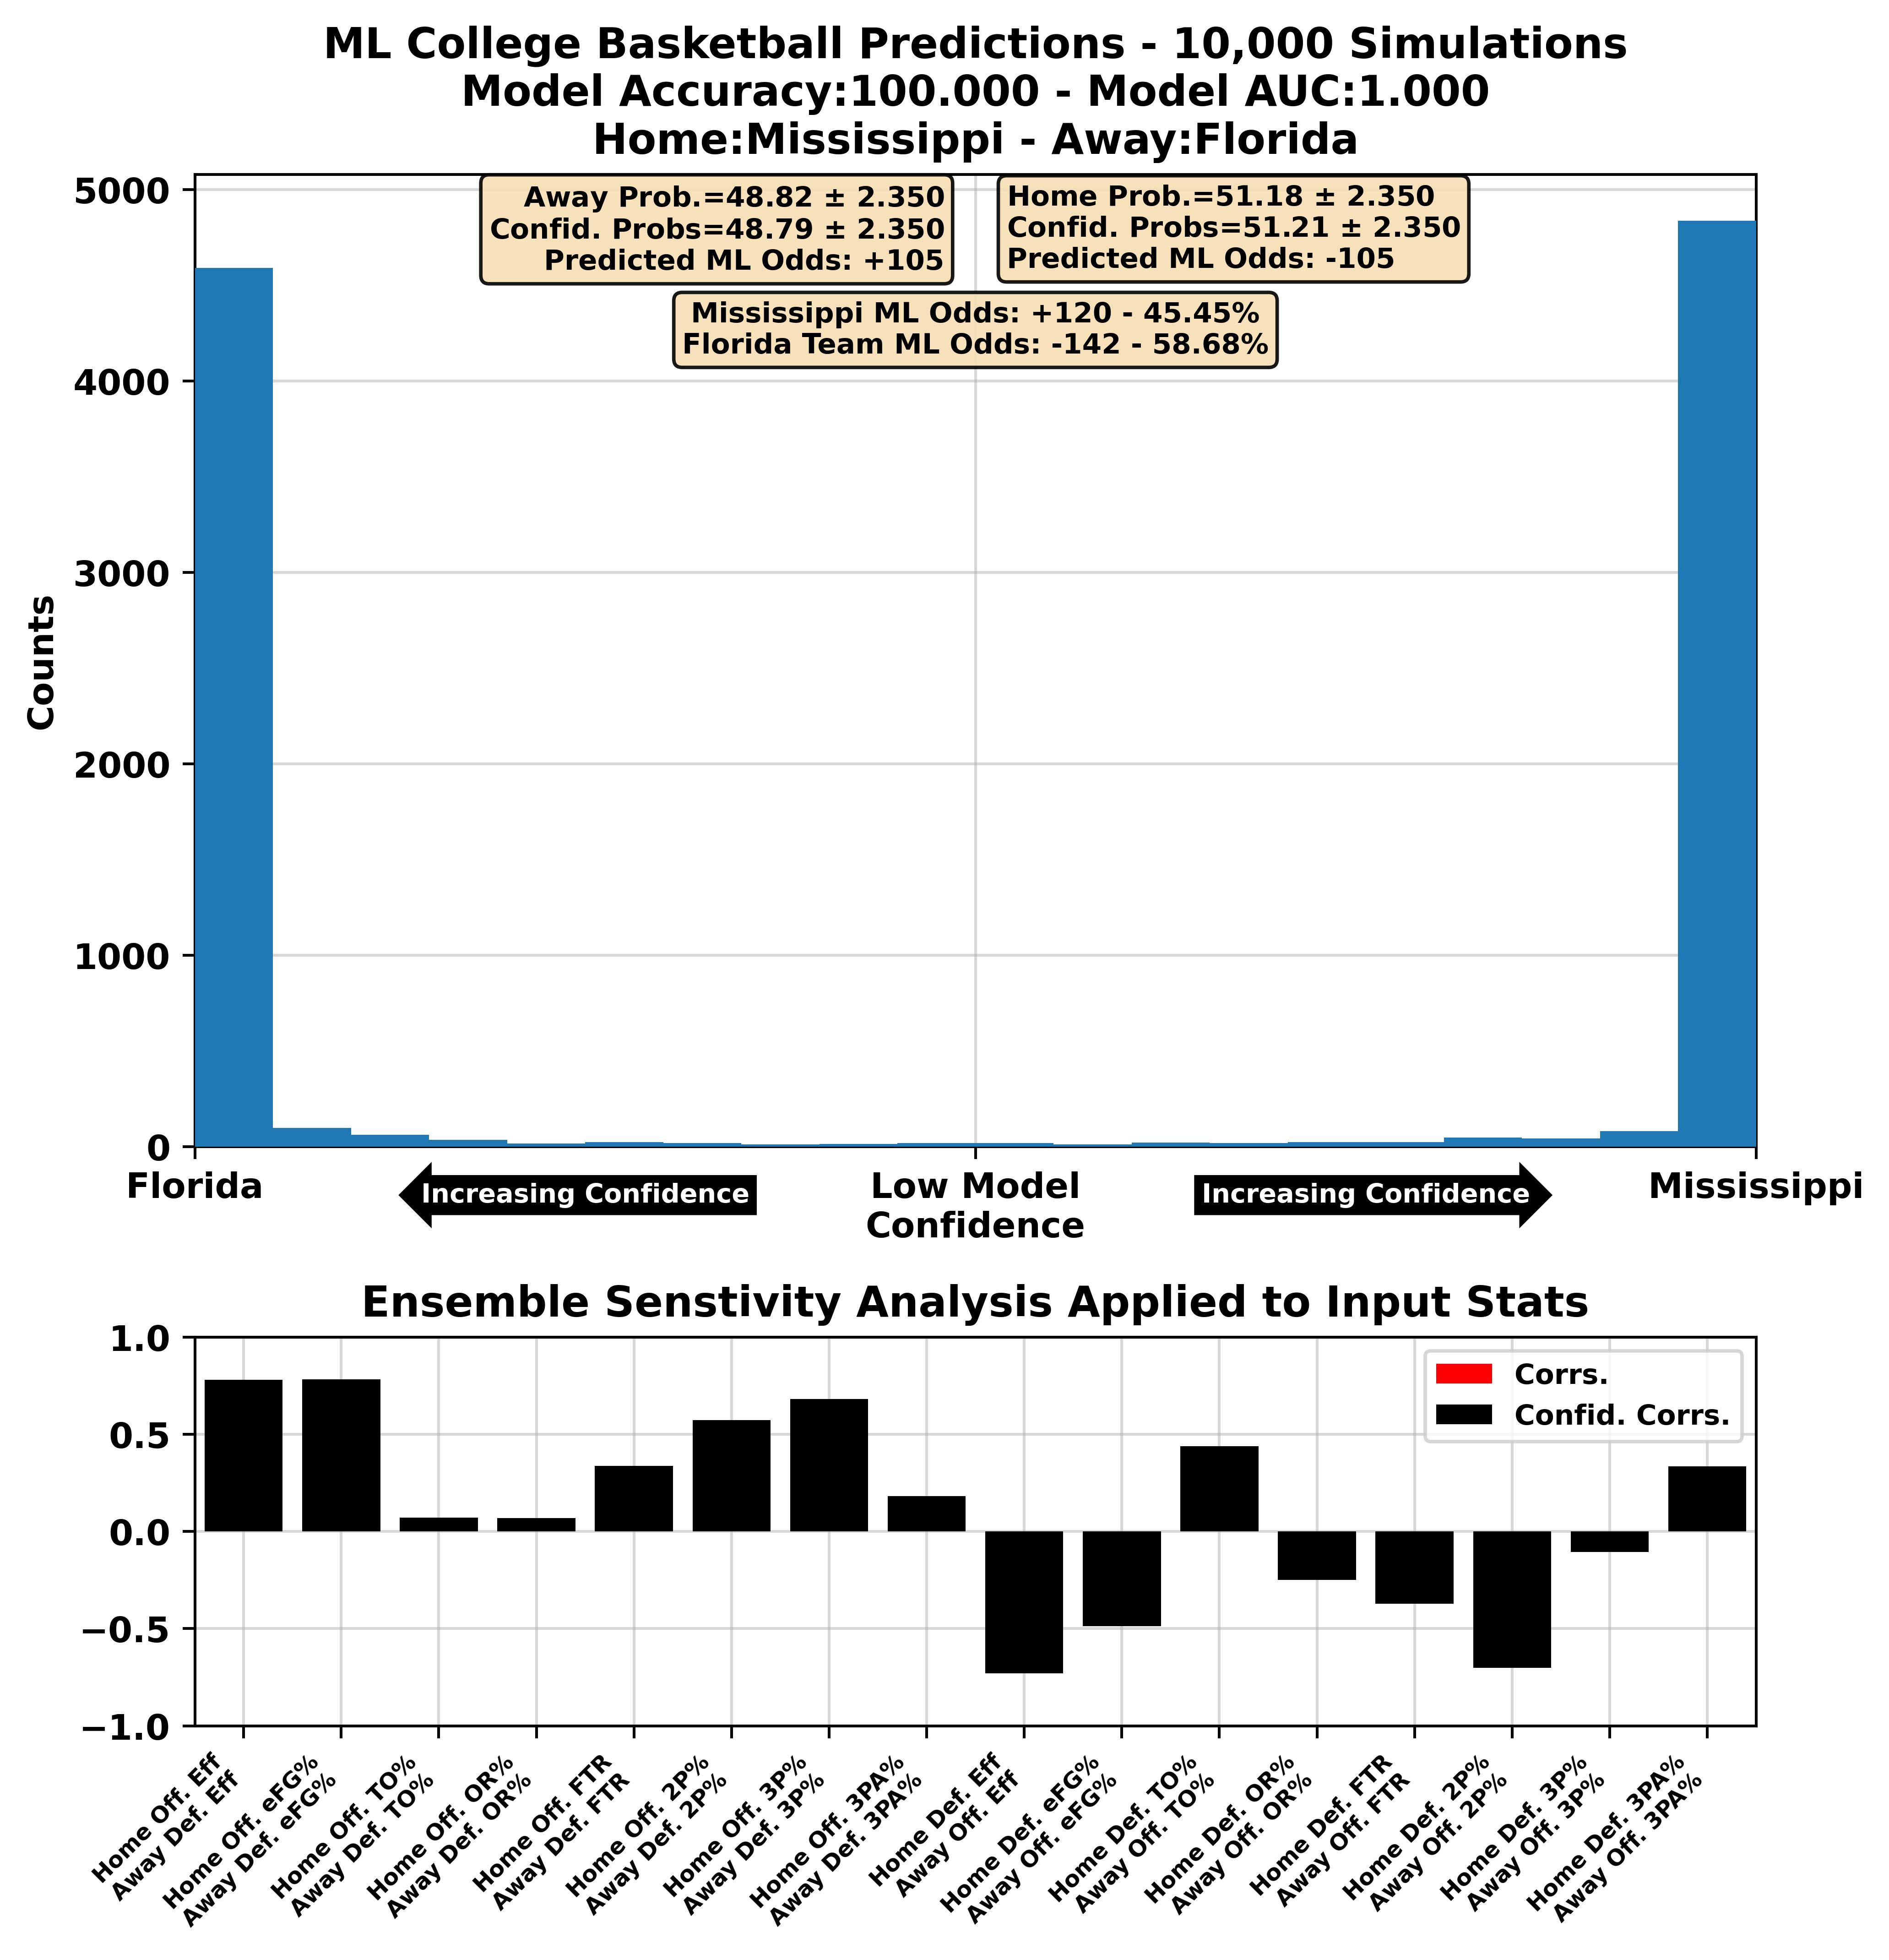 ML College Basketball Predictions - 10,000 Simulations
Model Accuracy:100.000 - Model AUC:1.000
Home:Mississippi - Away:Florida
Away Prob.=48.82 ± 2.350
Confid. Probs=48.79 ± 2.350
Predicted ML Odds: +105
Home Prob.=51.18 ± 2.350
Confid. Probs=51.21 ± 2.350
Predicted ML Odds: -105
Mississippi ML Odds: +120 - 45.45%
Florida Team ML Odds: -142 - 58.68%
5000
4000
3000
2000
1000
0
Counts
Florida
Increasing Confidence
Low Model
Confidence
Increasing Confidence
Mississippi
Ensemble Senstivity Analysis Applied to Input Stats
1.0
0.5
0.0
−0.5
−1.0
Corrs.
Confid. Corrs.
Home Off. Eff
Away Def. Eff
Home Off. eFG%
Away Def. eFG%
Home Off. TO%
Away Def. TO%
Home Off. OR%
Away Def. OR%
Home Off. FTR
Away Def. FTR
Home Off. 2P%
Away Def. 2P%
Home Off. 3P%
Away Def. 3P%
Home Off. 3PA%
Away Def. 3PA%
Home Def. Eff
Away Off. Eff
Home Def. eFG%
Away Off. eFG%
Home Def. TO%
Away Off. TO%
Home Def. OR%
Away Off. OR%
Home Def. FTR
Away Off. FTR
Home Def. 2P%
Away Off. 2P%
Home Def. 3P%
Away Off. 3P%
Home Def. 3PA%
Away Off. 3PA%